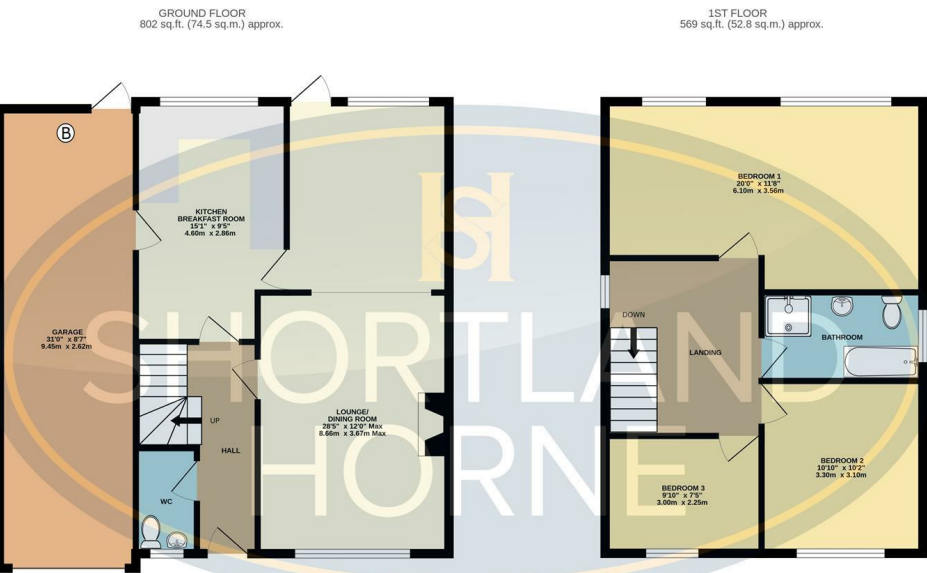 GROUND FLOOR
802 sq.ft. (74.5 sq.m.) approx.
1ST FLOOR
569 sq.ft. (52.8 sq.m.) approx.
B
KITCHEN
BREAKFAST ROOM
15'1" x 9'5"
4.60m x 2.86m
GARAGE
31'0" x 8'7"
9.45m x 2.62m
LOUNGE/
DINING ROOM
28'5" x 12'0" Max
8.66m x 3.67m Max
UP
HALL
WC
BEDROOM 1
20'0" x 11'8"
6.10m x 3.56m
DOWN
LANDING
BATHROOM
BEDROOM 2
10'10" x 10'2"
3.30m x 3.10m
BEDROOM 3
9'10" x 7'5"
3.00m x 2.25m
SH
SHORTLAND
HORNE